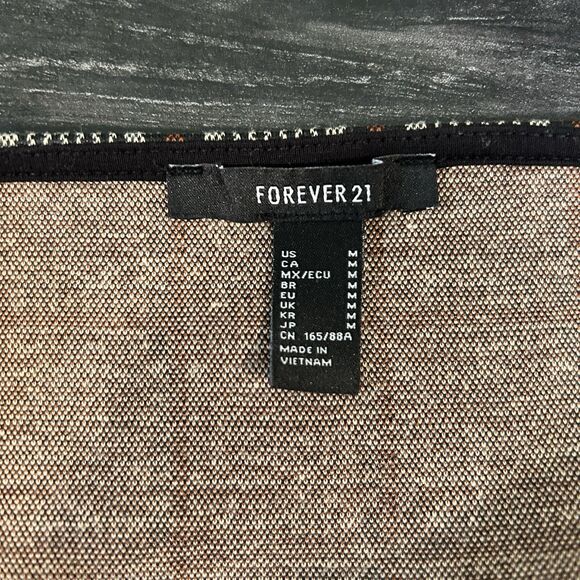 FOREVER 21
US M
CA M
MX/ECU M
BR M
EU M
UK M
KR M
JP M
CN 165/88A
MADE IN
VIETNAM